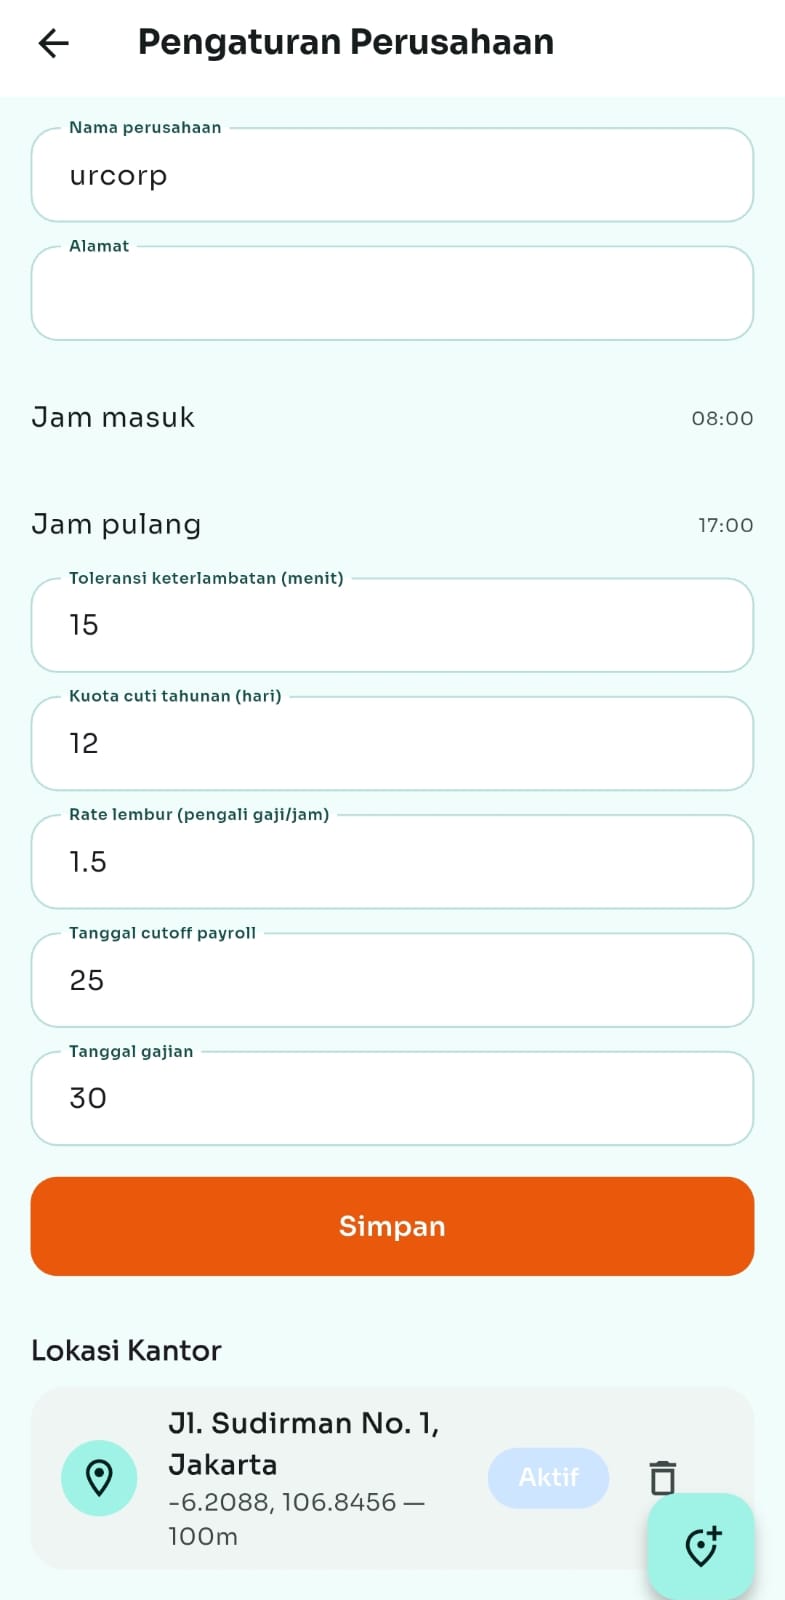 Pengaturan Perusahaan
Nama perusahaan
urcorp
Alamat
Jam masuk
08:00
Jam pulang
17:00
Toleransi keterlambatan (menit)
15
Kuota cuti tahunan (hari)
12
Rate lembur (pengali gaji/jam)
1.5
Tanggal cutoff payroll
25
Tanggal gajian
30
Simpan
Lokasi Kantor
Jl. Sudirman No. 1,
Jakarta
-6.2088, 106.8456 —
100m
Aktif